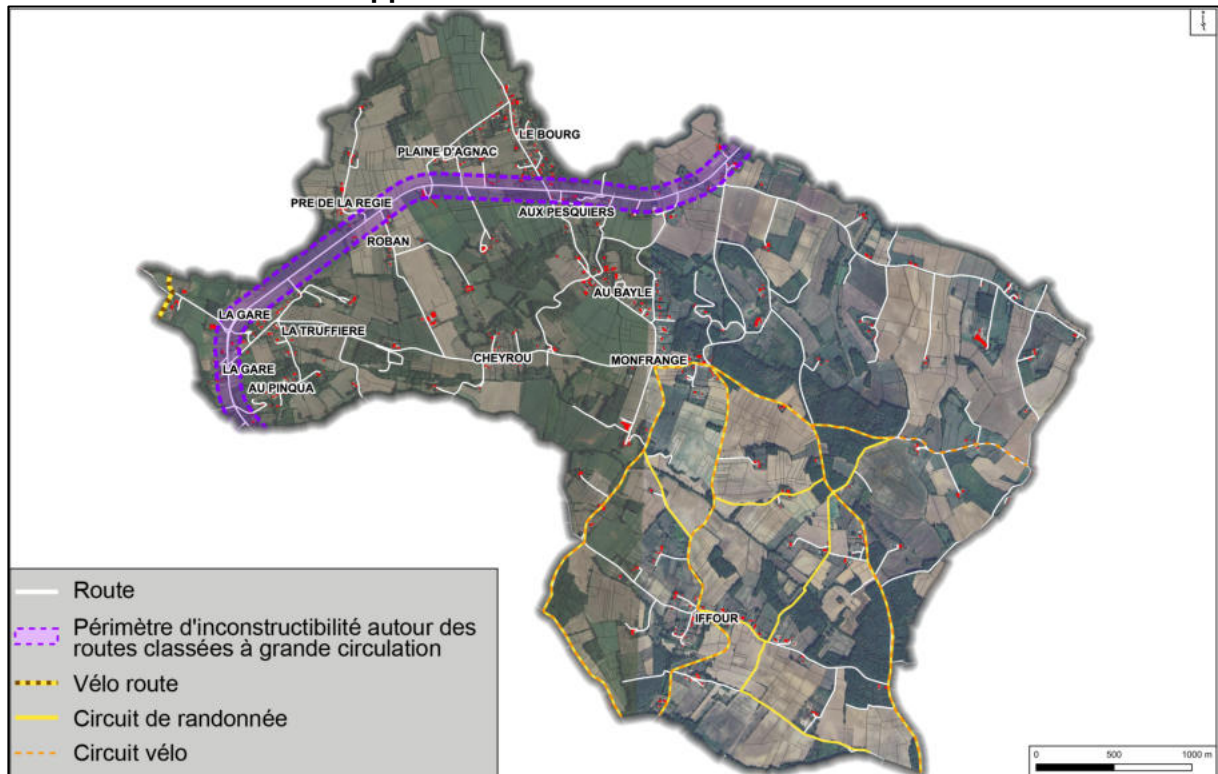 LE BOURG
PLAINE D'AGNAC
PRE DE LA REGIE
AUX PESQUIERS
ROBAN
AU BAYLE
LA GARE
LA TRUFFIERE
CHEYROU
MONFRANGE
LA GARE
AU PINQUA
IFFOUR
Route
Périmètre d'inconstructibilité autour des
routes classées à grande circulation
Vélo route
Circuit de randonnée
Circuit vélo
0 500 1000 m